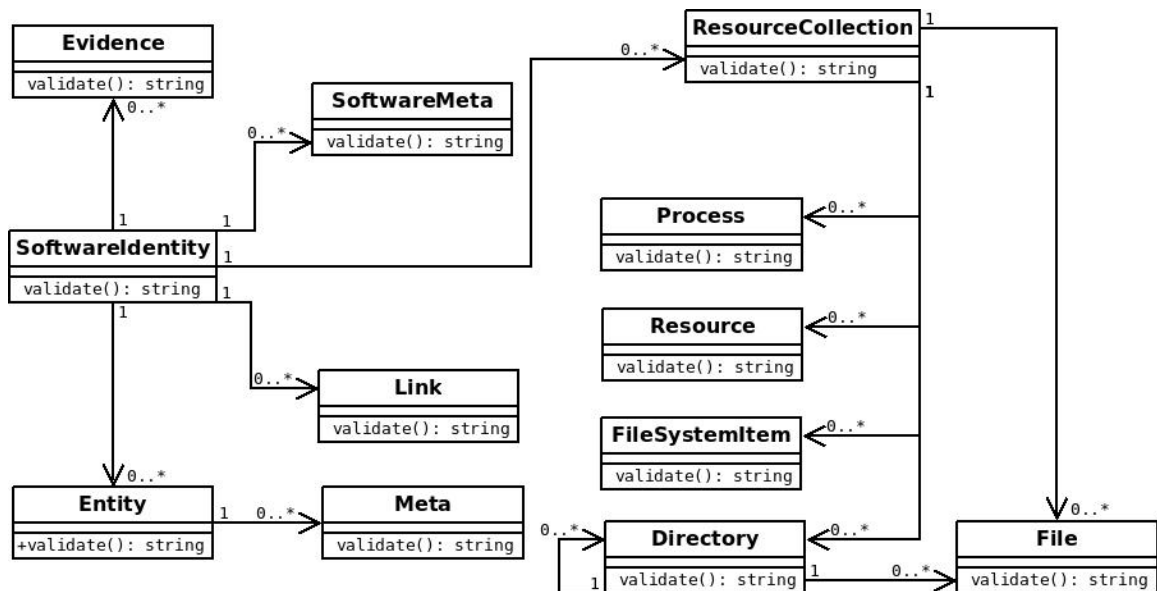 Evidence
validate(): string
0..*
SoftwareMeta
validate(): string
0..*
ResourceCollection
validate(): string
0..*
1
1
1
1
SoftwareIdentity
validate(): string
1
1
1
Process
validate(): string
0..*
Resource
validate(): string
0..*
Link
validate(): string
0..*
FileSystemItem
validate(): string
0..*
0..*
Entity
+validate(): string
1
0..*
Meta
validate(): string
0..*
1
Directory
validate(): string
0..*
1
0..*
0..*
File
validate(): string